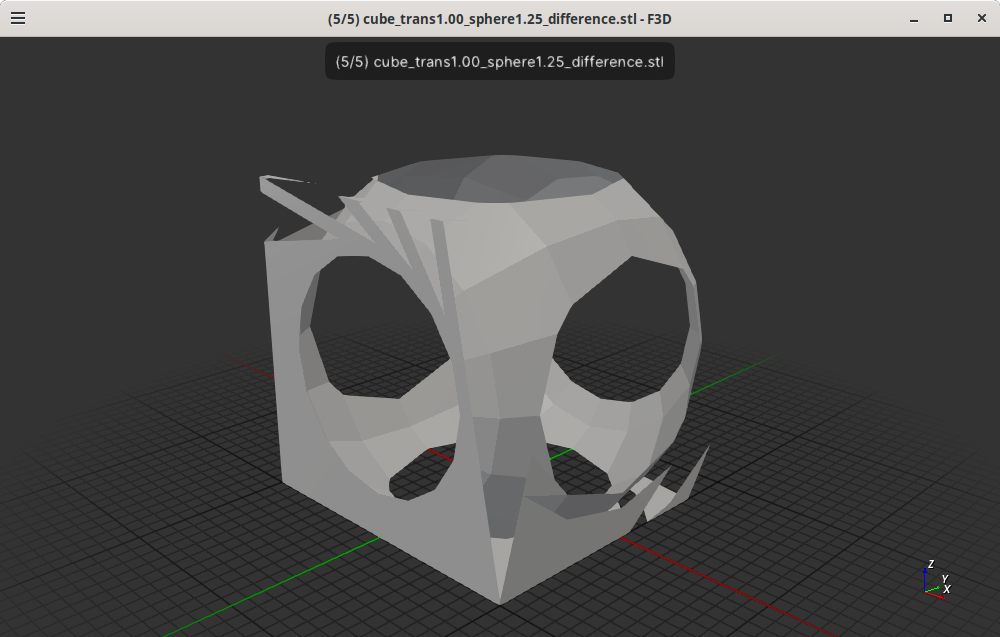 (5/5) cube_trans1.00_sphere1.25_difference.stl - F3D
(5/5) cube_trans1.00_sphere1.25_difference.stl
Z
Y
X